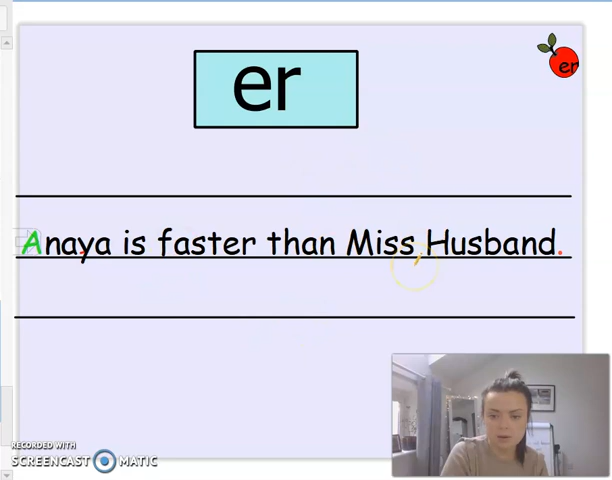 er
er
Anaya is faster than Miss Husband.
RECORDED WITH
SCREENCAST MATIC